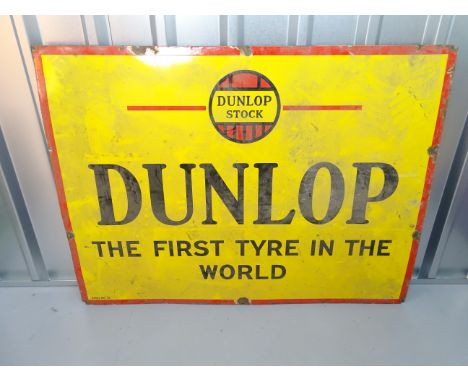 DUNLOP
STOCK
DUNLOP
THE FIRST TYRE IN THE
WORLD